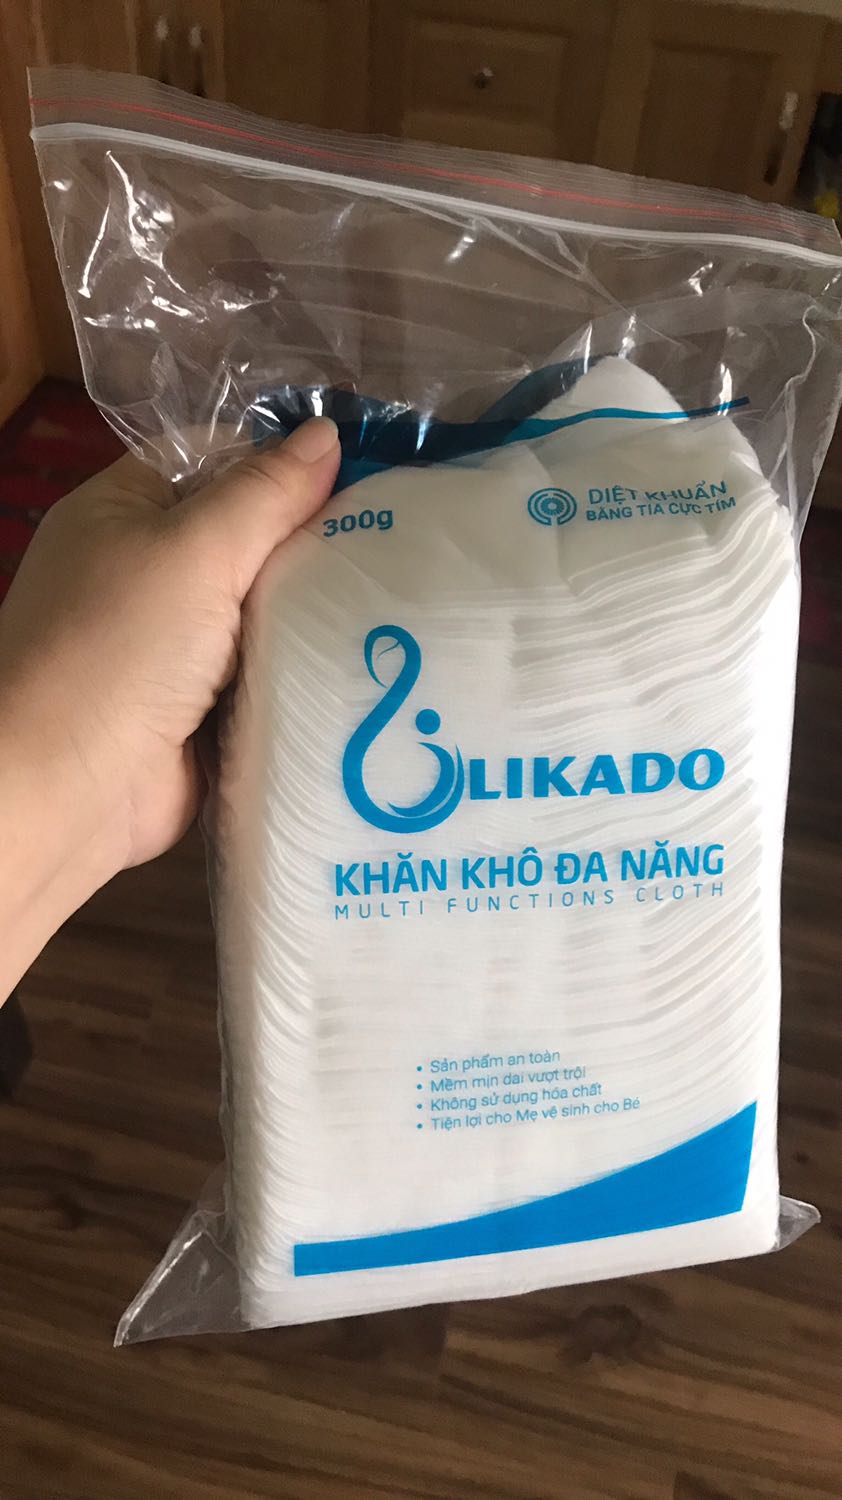 300g
DIỆT KHUẨN
BẰNG TIA CỰC TÍM
LIKADO
KHĂN KHÔ ĐA NĂNG
MULTI FUNCTIONS CLOTH
• Sản phẩm an toàn
• Mềm mịn dai vượt trội
• Không sử dụng hóa chất
• Tiện lợi cho Mẹ vệ sinh cho Bé